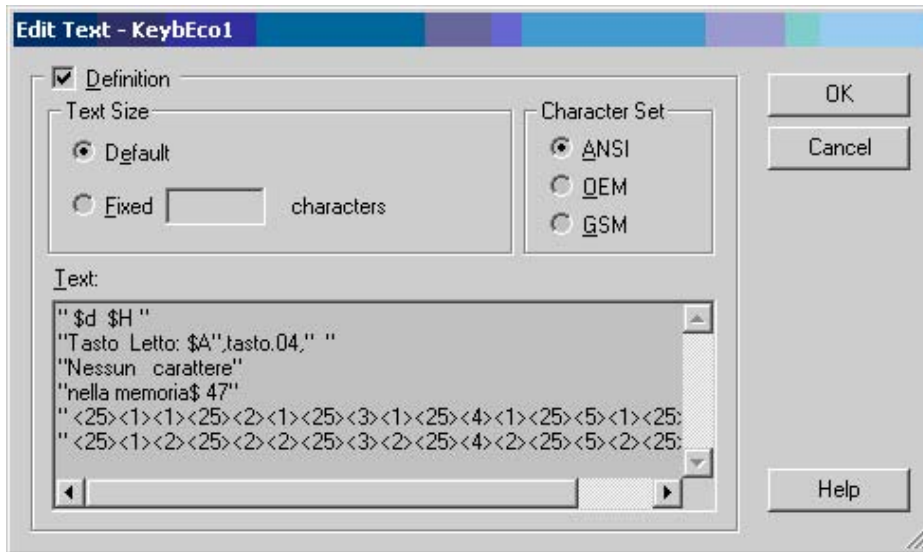 Edit Text - KeybEco1
Definition
Text Size
Default
Fixed characters
Character Set
ANSI
OEM
GSM
OK
Cancel
Text:
" $d $H "
"Tasto Letto: $A",tasto.04," "
"Nessun carattere"
"nella memoria$ 47"
" <25><1><1><25><2><1><25><3><1><25><4><1><25><5><1><25>
" <25><1><2><25><2><2><25><3><2><25><4><2><25><5><2><25>
Help